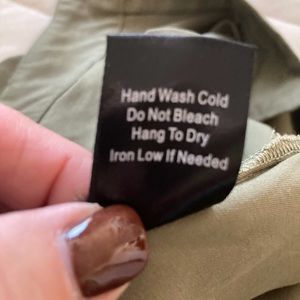 Hand Wash Cold
Do Not Bleach
Hang To Dry
Iron Low If Needed